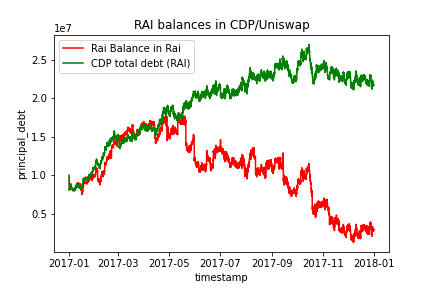 RAI balances in CDP/Uniswap
1e7
Rai Balance in Rai
CDP total debt (RAI)
2.5
2.0
1.5
1.0
0.5
principal_debt
2017-01 2017-03 2017-05 2017-07 2017-09 2017-11 2018-01
timestamp